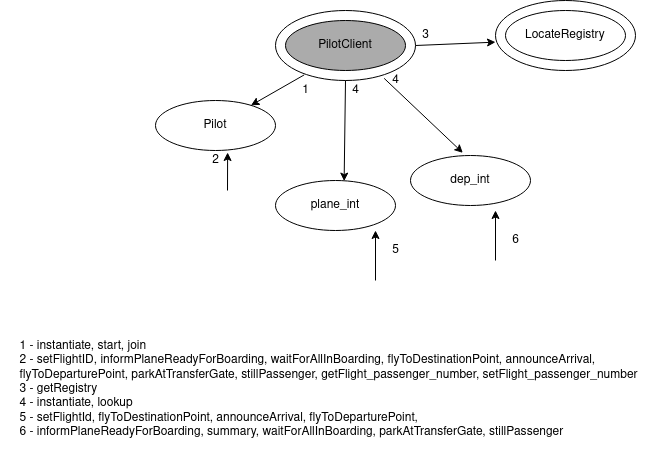 PilotClient
3
LocateRegistry
1
4
4
Pilot
2
dep_int
plane_int
5
6
1 - instantiate, start, join
2 - setFlightID, informPlaneReadyForBoarding, waitForAllInBoarding, flyToDestinationPoint, announceArrival,
flyToDeparturePoint, parkAtTransferGate, stillPassenger, getFlight_passenger_number, setFlight_passenger_number
3 - getRegistry
4 - instantiate, lookup
5 - setFlightId, flyToDestinationPoint, announceArrival, flyToDeparturePoint,
6 - informPlaneReadyForBoarding, summary, waitForAllInBoarding, parkAtTransferGate, stillPassenger